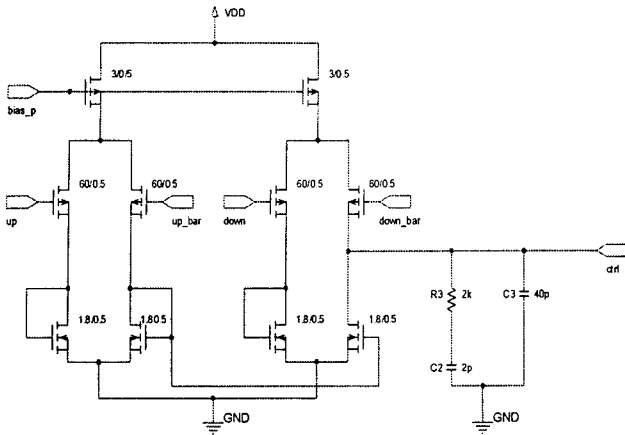 VDD
3/0/5
3/0.5
bias_p
60/0.5
60/0.5
60/0.5
60/0.5
up
up_bar
down
down_bar
ctrl
R3
2k
C3
40p
1.8/0.5
1.8/0.5
1.8/0.5
1.8/0.5
C2
2p
GND
GND